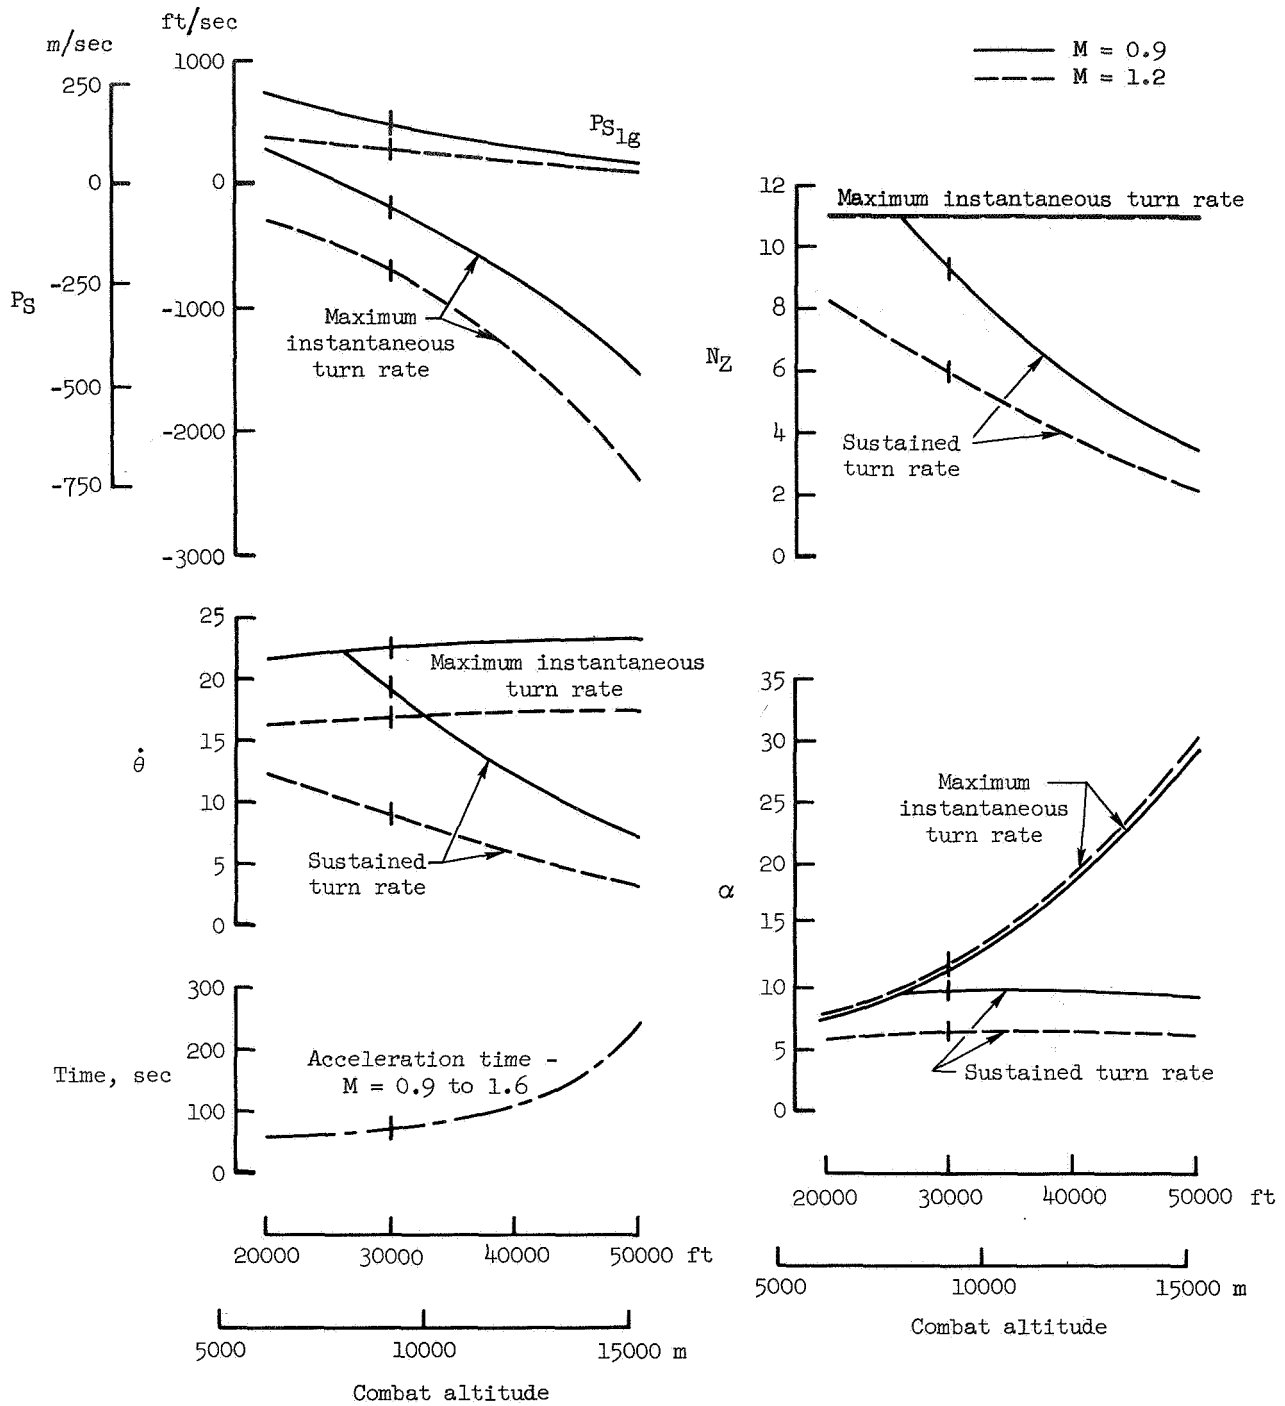 m/sec
ft/sec
250
0
-250
-500
-750
PS
1000
0
-1000
-2000
-3000
PS1g
Maximum
instantaneous
turn rate
M = 0.9
M = 1.2
12
10
8
6
4
2
0
NZ
Maximum instantaneous turn rate
Sustained
turn rate
25
20
15
10
5
0
θ̇
Maximum instantaneous
turn rate
Sustained
turn rate
35
30
25
20
15
10
5
0
α
Maximum
instantaneous
turn rate
Sustained turn rate
300
200
100
0
Time, sec
Acceleration time -
M = 0.9 to 1.6
20000 30000 40000 50000 ft
5000 10000 15000 m
Combat altitude
20000 30000 40000 50000 ft
5000 10000 15000 m
Combat altitude